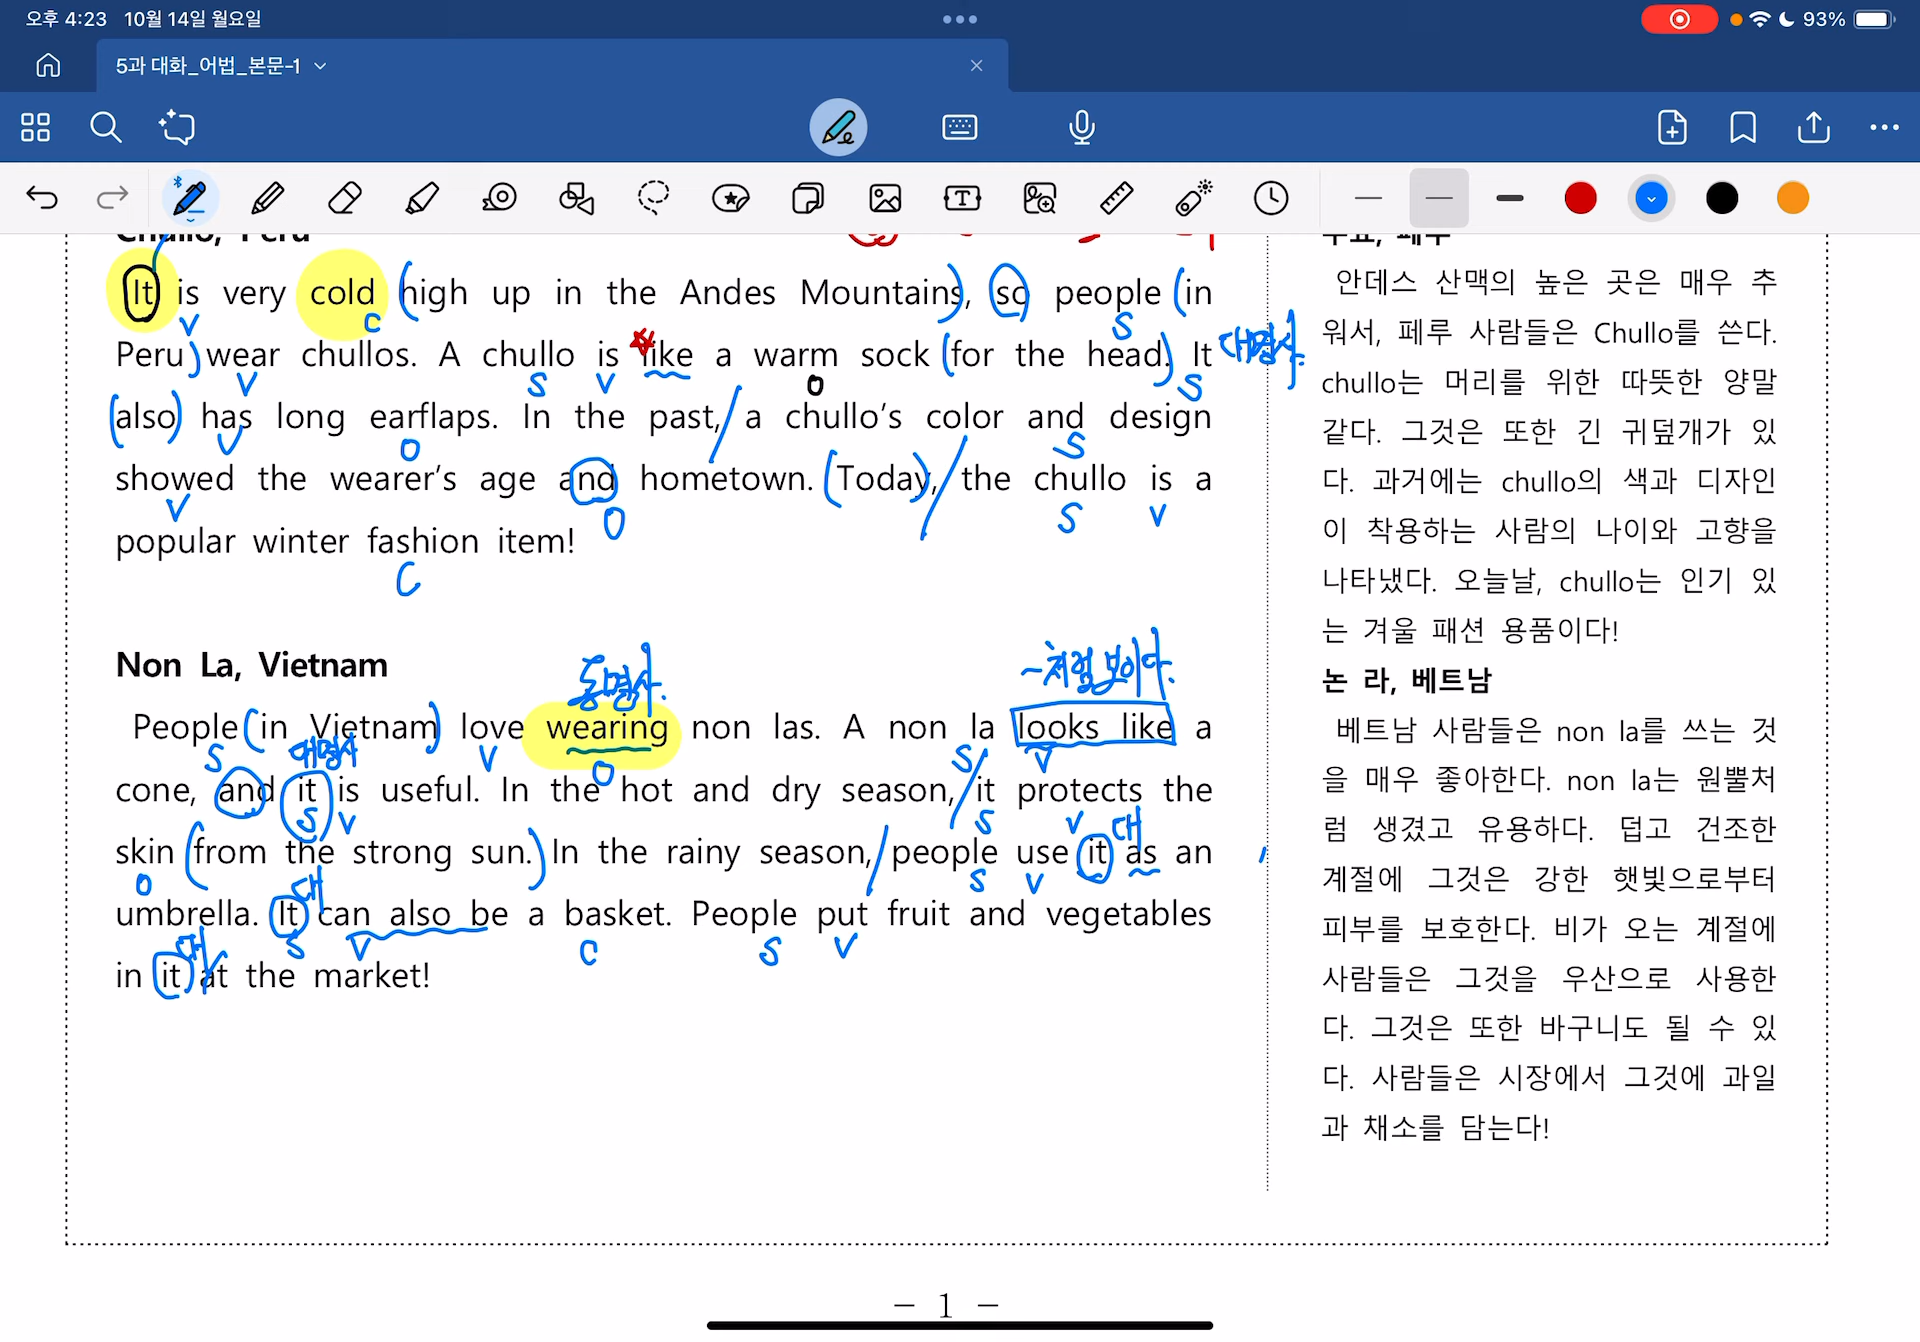 오후 4:23 10월 14일 월요일
93%
5과 대화_어법_본문-1
Chullo, Peru
It is very cold high up in the Andes Mountains, so people in
Peru wear chullos. A chullo is like a warm sock for the head. It
also has long earflaps. In the past, a chullo's color and design
showed the wearer's age and hometown. Today, the chullo is a
popular winter fashion item!
대명사
V C S
V S V O S
V O S
V O S V
C
Non La, Vietnam
동명사 ~처럼 보이다.
People in Vietnam love wearing non las. A non la looks like a
S 대명사 V O S V
cone, and it is useful. In the hot and dry season, it protects the
S V S V 대
skin from the strong sun. In the rainy season, people use it as an
O 대 S V
umbrella. It can also be a basket. People put fruit and vegetables
대 S V C S V
in it at the market!
안데스 산맥의 높은 곳은 매우 추
워서, 페루 사람들은 Chullo를 쓴다.
chullo는 머리를 위한 따뜻한 양말
같다. 그것은 또한 긴 귀덮개가 있
다. 과거에는 chullo의 색과 디자인
이 착용하는 사람의 나이와 고향을
나타냈다. 오늘날, chullo는 인기 있
는 겨울 패션 용품이다!
논 라, 베트남
베트남 사람들은 non la를 쓰는 것
을 매우 좋아한다. non la는 원뿔처
럼 생겼고 유용하다. 덥고 건조한
계절에 그것은 강한 햇빛으로부터
피부를 보호한다. 비가 오는 계절에
사람들은 그것을 우산으로 사용한
다. 그것은 또한 바구니도 될 수 있
다. 사람들은 시장에서 그것에 과일
과 채소를 담는다!
- 1 -